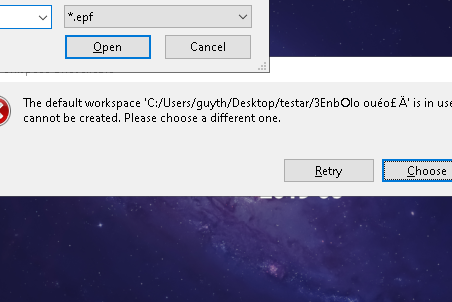 *.epf
Open
Cancel
The default workspace 'C:/Users/guyth/Desktop/testar/3EnbOlo ouéo£ Ä' is in use
cannot be created. Please choose a different one.
Retry
Choose